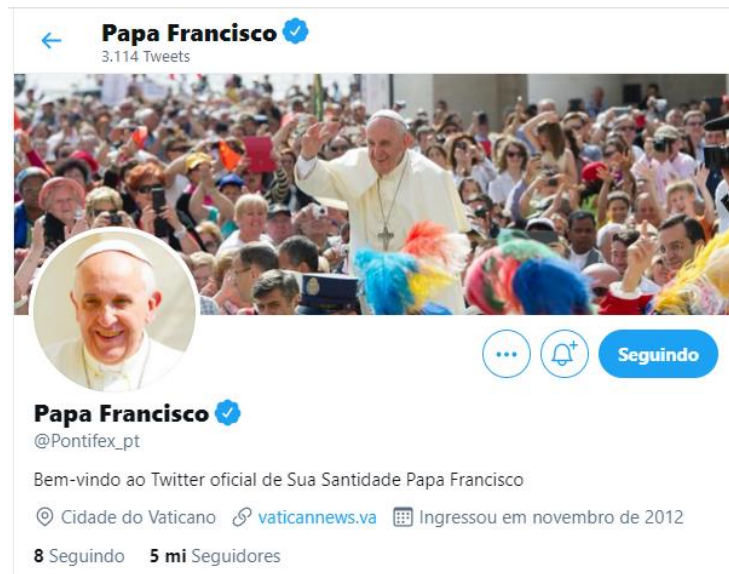 Papa Francisco
3.114 Tweets
Seguindo
Papa Francisco
@Pontifex_pt
Bem-vindo ao Twitter oficial de Sua Santidade Papa Francisco
Cidade do Vaticano vaticannews.va Ingressou em novembro de 2012
8 Seguindo 5 mi Seguidores